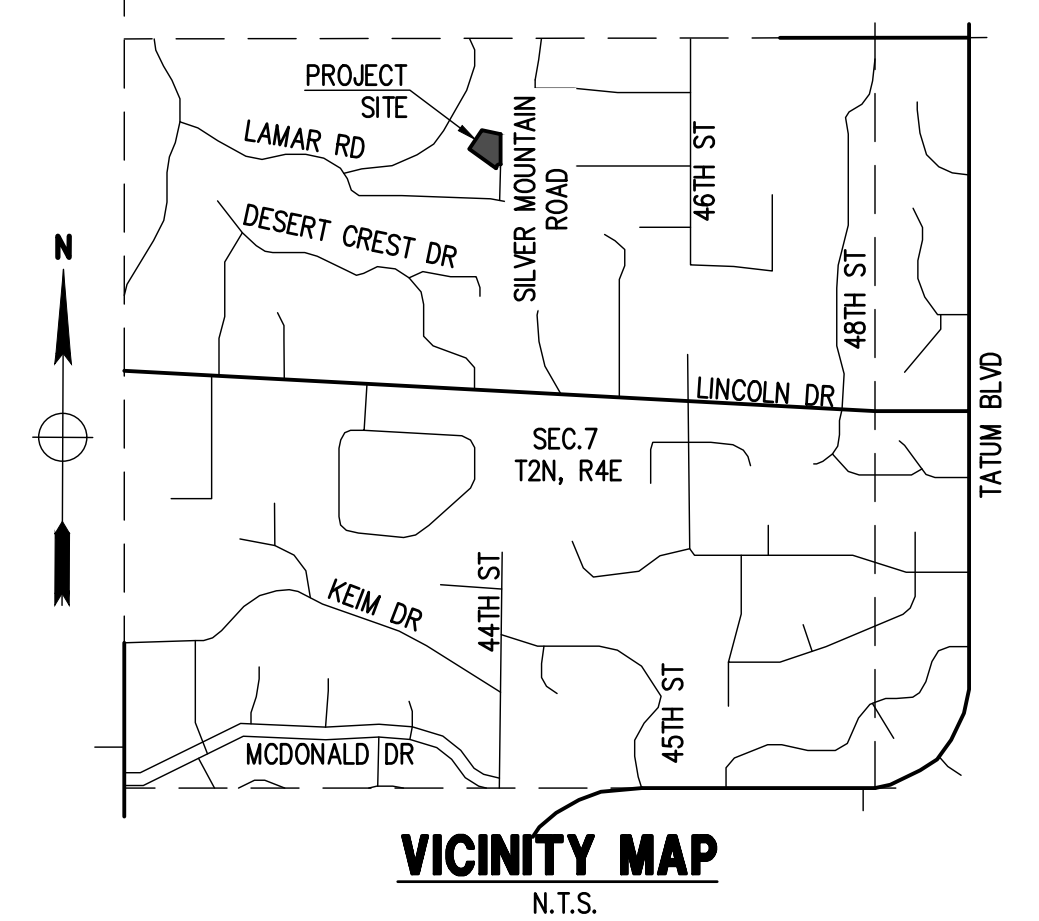 PROJECT
SITE
LAMAR RD
SILVER MOUNTAIN
ROAD
46TH ST
DESERT CREST DR
N
48TH ST
TATUM BLVD
LINCOLN DR
SEC.7
T2N, R4E
KEIM DR
44TH ST
45TH ST
MCDONALD DR
VICINITY MAP
N.T.S.